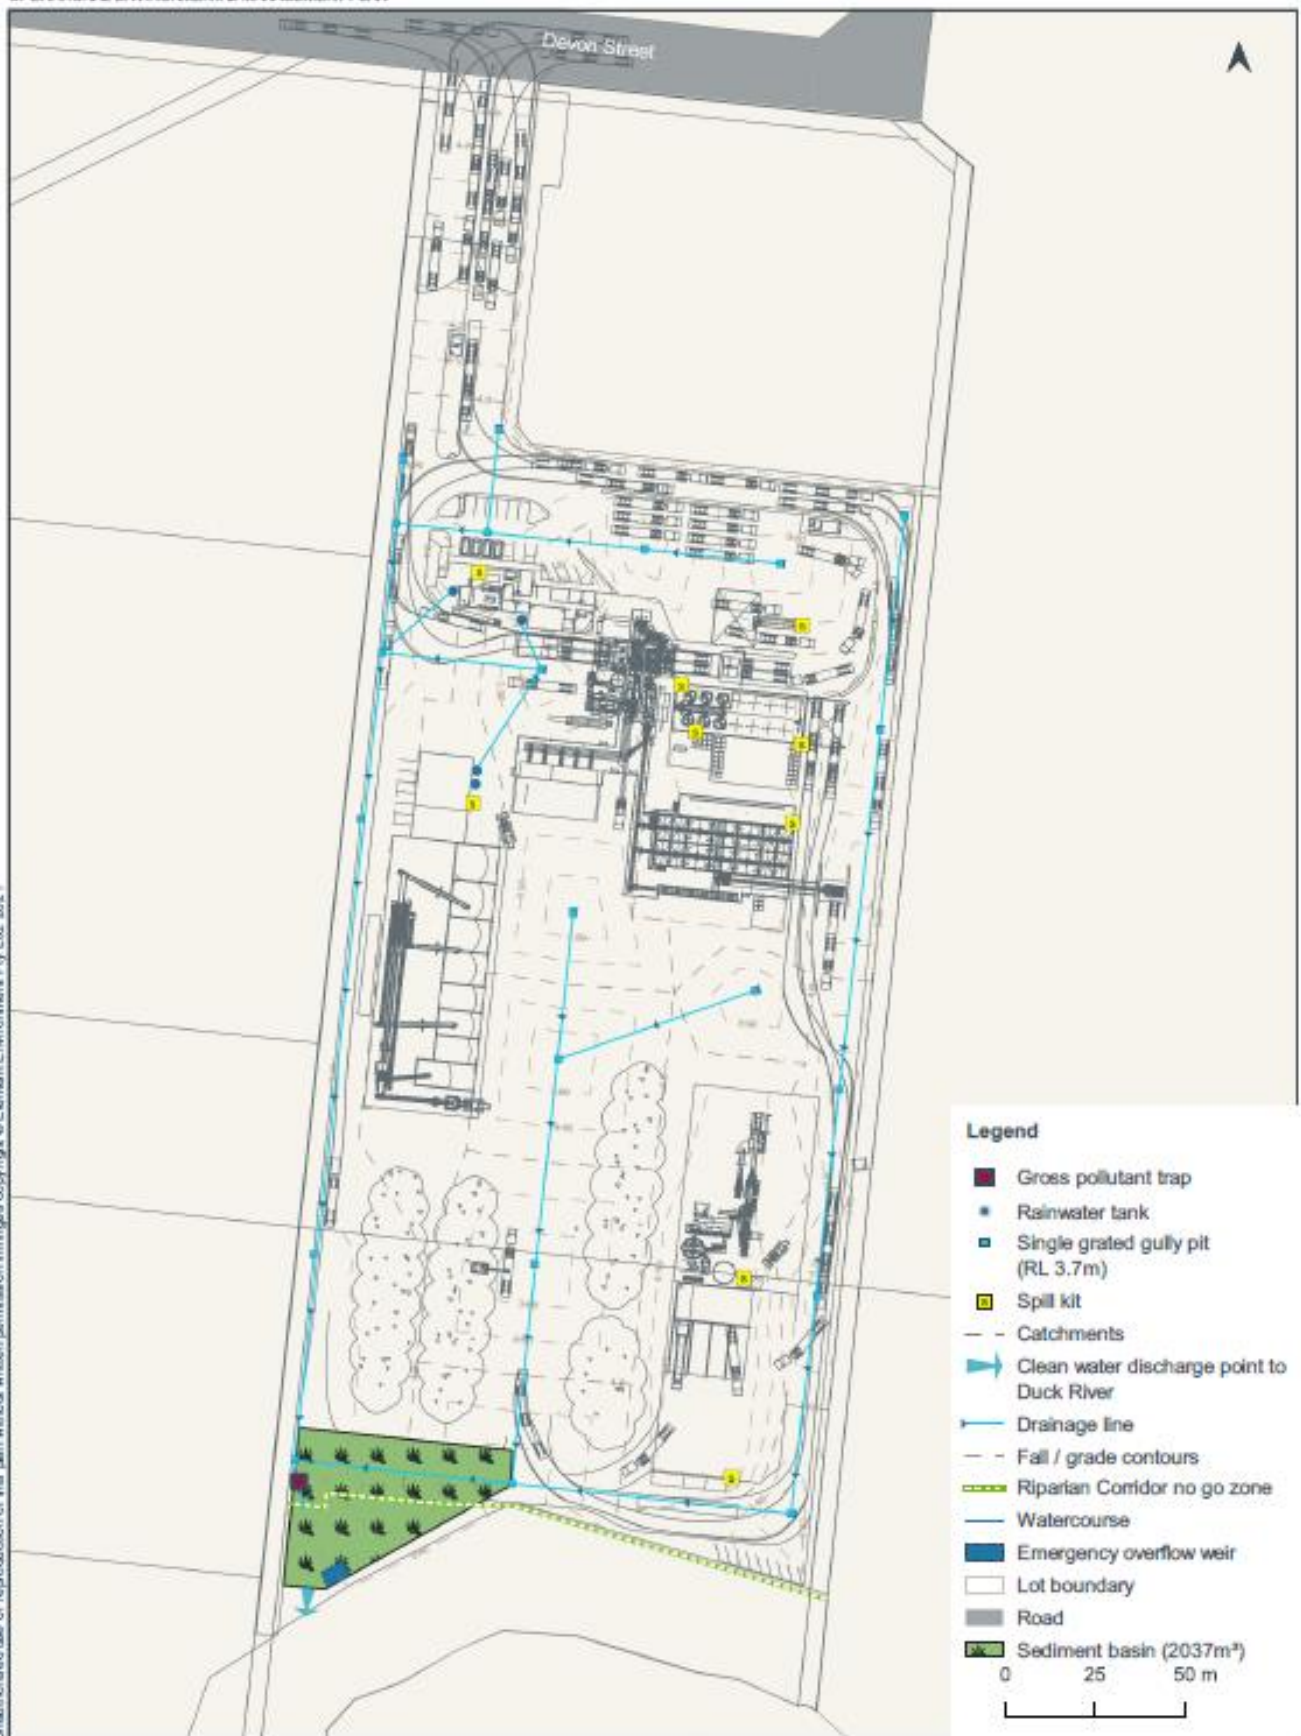 Devon Street
Legend
Gross pollutant trap
Rainwater tank
Single grated gully pit
(RL 3.7m)
Spill kit
Catchments
Clean water discharge point to
Duck River
Drainage line
Fall / grade contours
Riparian Corridor no go zone
Watercourse
Emergency overflow weir
Lot boundary
Road
Sediment basin (2037m³)
0 25 50 m